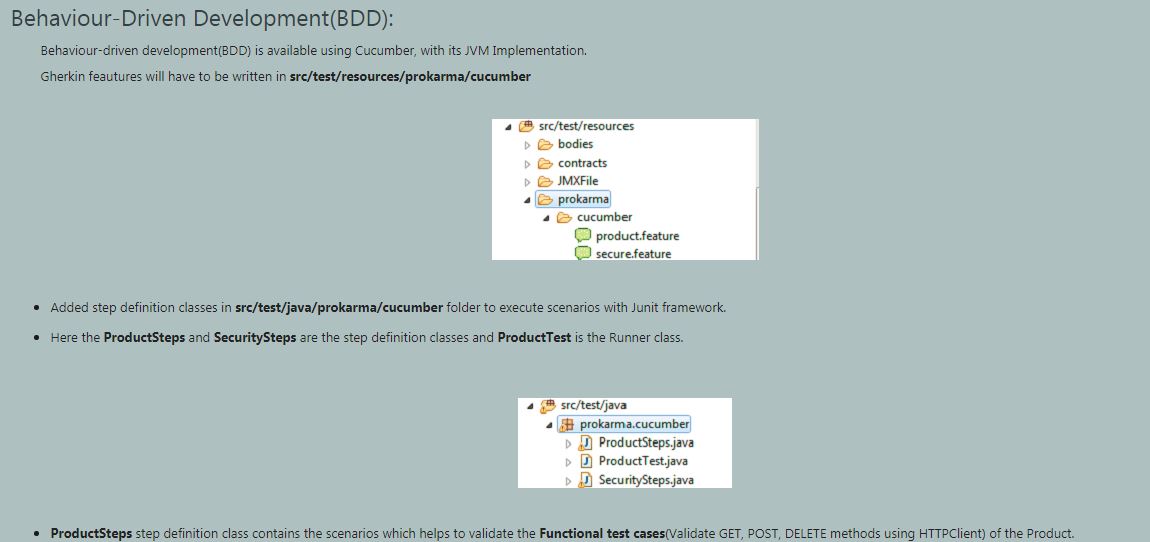 Behaviour-Driven Development(BDD):
Behaviour-driven development(BDD) is available using Cucumber, with its JVM Implementation.
Gherkin feautures will have to be written in src/test/resources/prokarma/cucumber
src/test/resources
bodies
contracts
JMXFile
prokarma
cucumber
product.feature
secure.feature
• Added step definition classes in src/test/java/prokarma/cucumber folder to execute scenarios with Junit framework.
• Here the ProductSteps and SecuritySteps are the step definition classes and ProductTest is the Runner class.
src/test/java
prokarma.cucumber
ProductSteps.java
ProductTest.java
SecuritySteps.java
• ProductSteps step definition class contains the scenarios which helps to validate the Functional test cases(Validate GET, POST, DELETE methods using HTTPClient) of the Product.